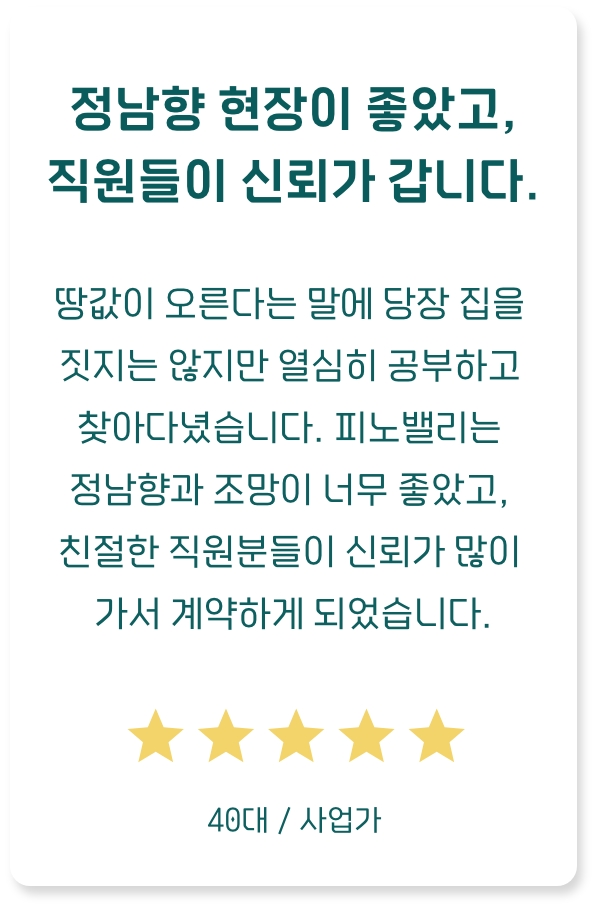 정남향 현장이 좋았고,
직원들이 신뢰가 갑니다.
땅값이 오른다는 말에 당장 집을
짓지는 않지만 열심히 공부하고
찾아다녔습니다. 피노밸리는
정남향과 조망이 너무 좋았고,
친절한 직원분들이 신뢰가 많이
가서 계약하게 되었습니다.
40대 / 사업가